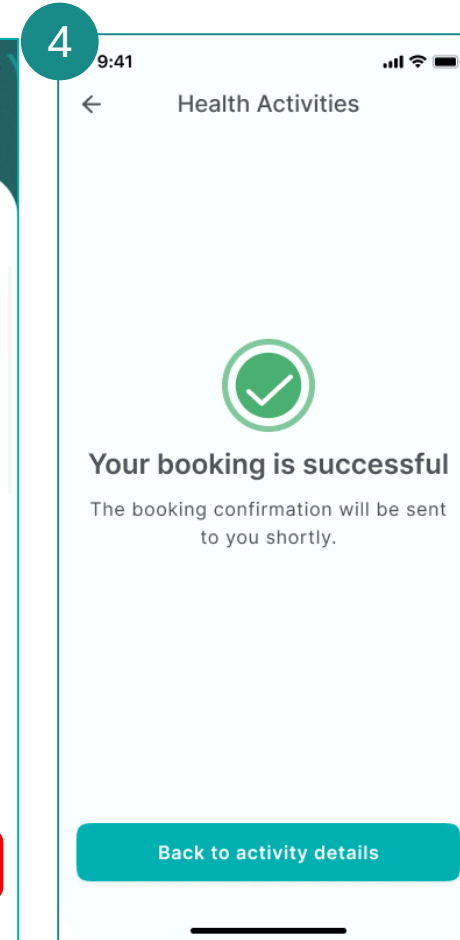 4
9:41
Health Activities
Your booking is successful
The booking confirmation will be sent
to you shortly.
Back to activity details